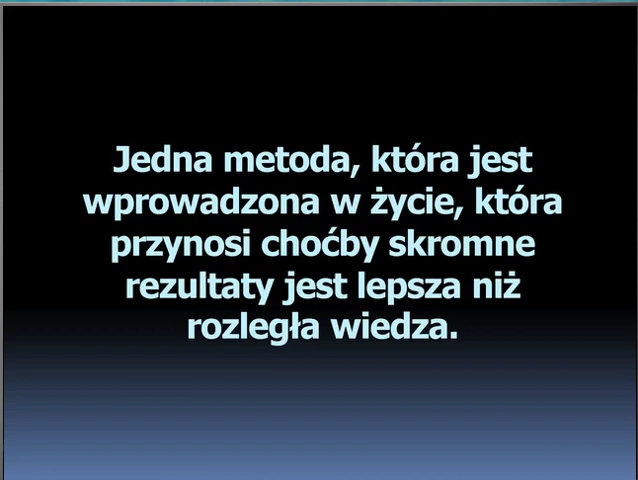 Jedna metoda, która jest
wprowadzona w życie, która
przynosi choćby skromne
rezultaty jest lepsza niż
rozległa wiedza.